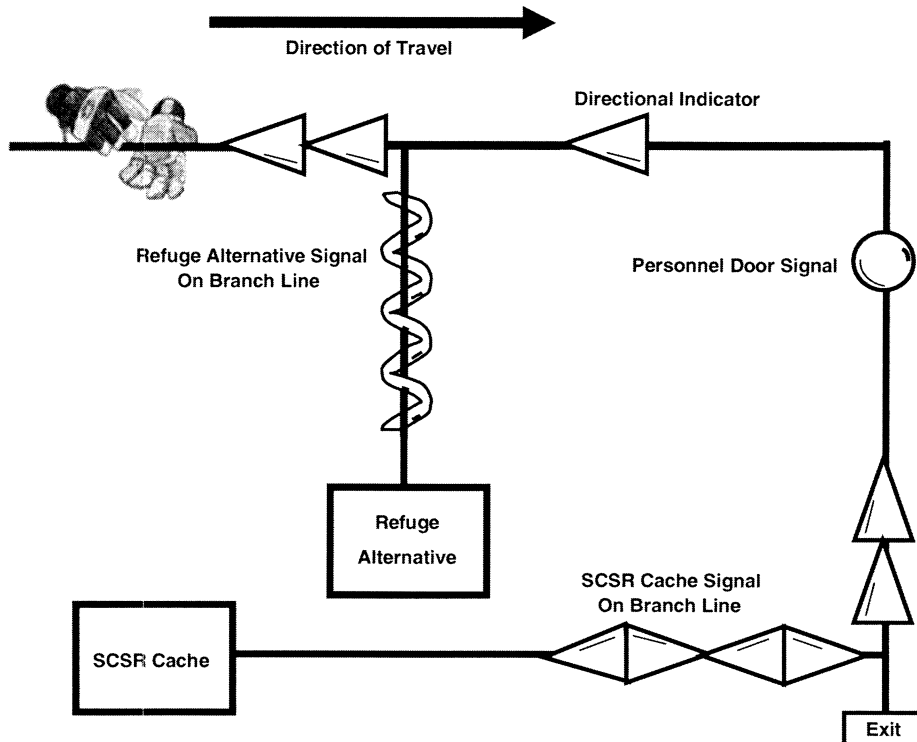 Direction of Travel
Directional Indicator
Refuge Alternative Signal
On Branch Line
Personnel Door Signal
Refuge
Alternative
SCSR Cache Signal
On Branch Line
SCSR Cache
Exit